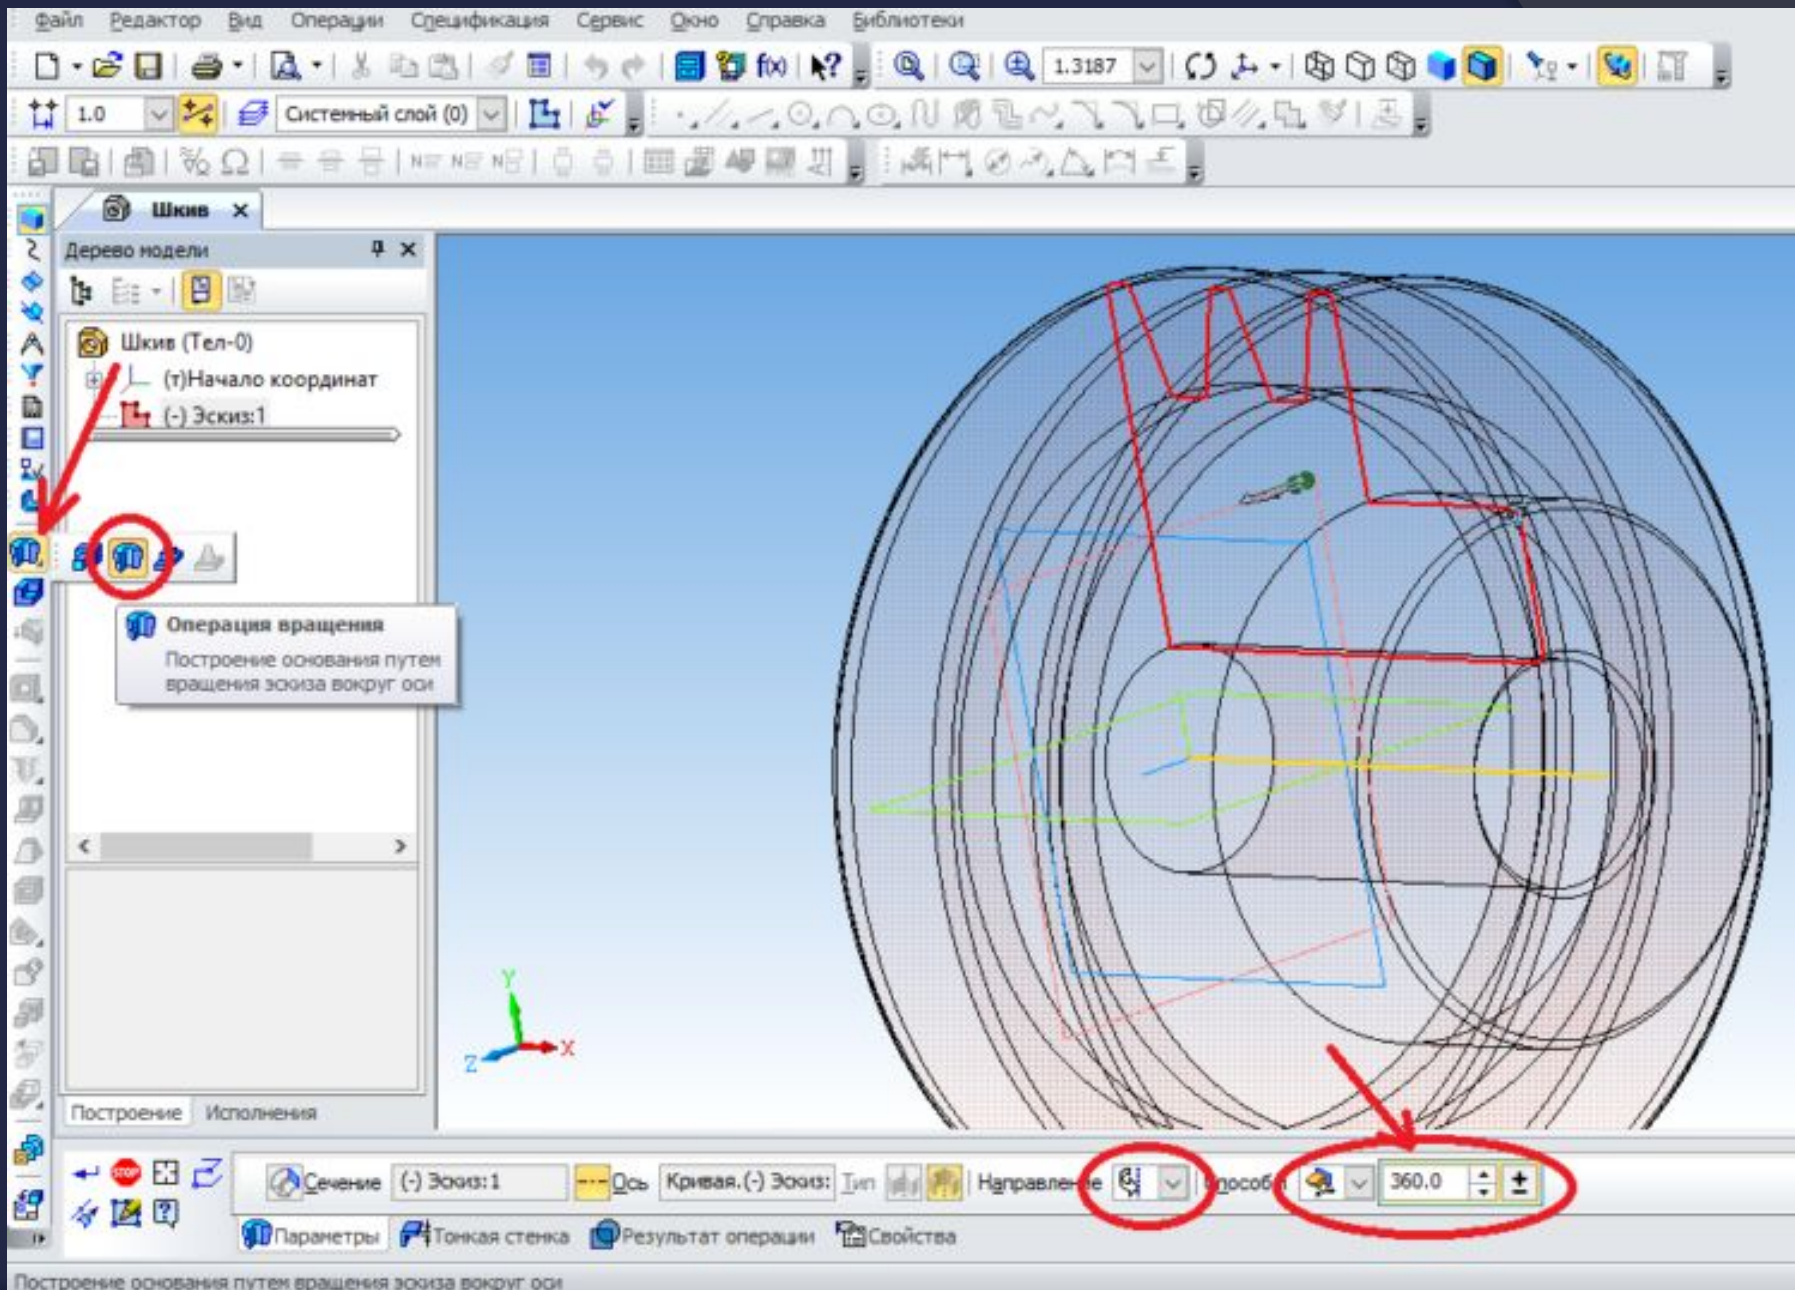 Файл Редактор Вид Операции Спецификация Сервис Окно Справка Библиотеки
f(x) 1.3187
1.0 Системный слой (0)
Шкив
Дерево модели
Шкив (Тел-0)
(т)Начало координат
(-) Эскиз:1
Операция вращения
Построение основания путем
вращения эскиза вокруг оси
Y
Z X
Построение Исполнения
STOP Сечение (-) Эскиз:1 Ось Кривая.(-) Эскиз: Тип Направление Способ 360.0
Параметры Тонкая стенка Результат операции Свойства
Построение основания путем вращения эскиза вокруг оси